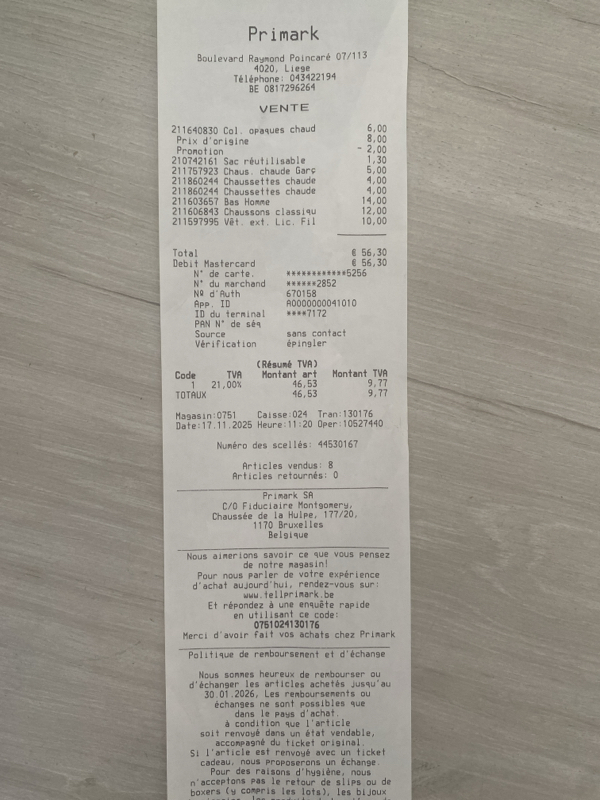 Primark
Boulevard Raymond Poincaré 07/113
4020, Liege
Téléphone: 043422194
BE 0817296264
VENTE
211640830 Col. opaques chaud 6,00
Prix d'origine 8,00
Promotion - 2,00
210742161 Sac réutilisable 1,30
211757923 Chaus. chaude Garç 5,00
211860244 Chaussettes chaude 4,00
211860244 Chaussettes chaude 4,00
211603657 Bas Homme 14,00
211606843 Chaussons classiqu 12,00
211597995 Vêt. ext. Lic. Fil 10,00
Total € 56,30
Debit Mastercard € 56,30
N° de carte. ************5256
N° du marchand ******2852
Nº d'Auth 670158
App. ID A0000000041010
ID du terminal ****7172
PAN N° de séq
Source sans contact
Vérification épingler
(Résumé TVA)
Code TVA Montant art Montant TVA
1 21,00% 46,53 9,77
TOTAUX 46,53 9,77
Magasin:0751 Caisse:024 Tran:130176
Date:17.11.2025 Heure:11:20 Oper:10527440
Numéro des scellés: 44530167
Articles vendus: 8
Articles retournés: 0
Primark SA
C/O Fiduciaire Montgomery,
Chaussée de la Hulpe, 177/20,
1170 Bruxelles
Belgique
Nous aimerions savoir ce que vous pensez
de notre magasin!
Pour nous parler de votre expérience
d'achat aujourd'hui, rendez-vous sur:
www.tellprimark.be
Et répondez à une enquête rapide
en utilisant ce code:
0751024130176
Merci d'avoir fait vos achats chez Primark
Politique de remboursement et d'échange
Nous sommes heureux de rembourser ou
d'échanger les articles achetés jusqu'au
30.01.2026, Les remboursements ou
échanges ne sont possibles que
dans le pays d'achat.
à condition que l'article
soit renvoyé dans un état vendable,
accompagné du ticket original.
Si l'article est renvoyé avec un ticket
cadeau, nous proposerons un échange.
Pour des raisons d'hygiène, nous
n'acceptons pas le retour de slips ou de
boxers (y compris les lots), les bijoux